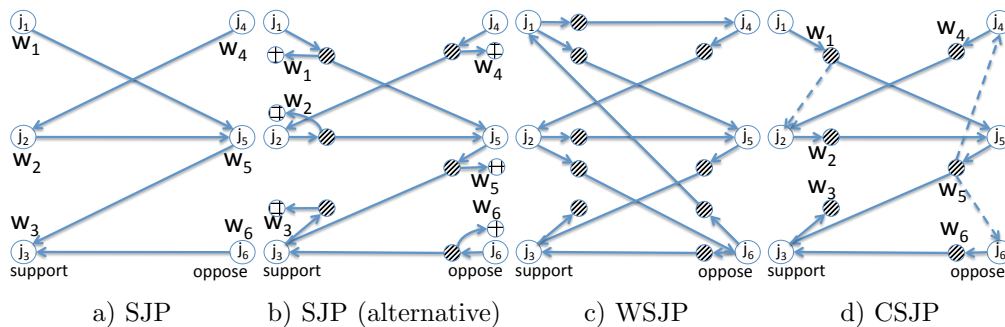 j1 j4
w1 w4
j2 j5
w2 w5
w3 w6
j3 j6
support oppose
a) SJP
j1 j4
w1 w4
w2
j2 j5
w5
w6
w3
j3 j6
support oppose
b) SJP (alternative)
j1 j4
j2 j5
j3 j6
support oppose
c) WSJP
j1 j4
w1 w4
j2 j5
w2
w3 w5
w6
j3 j6
support oppose
d) CSJP